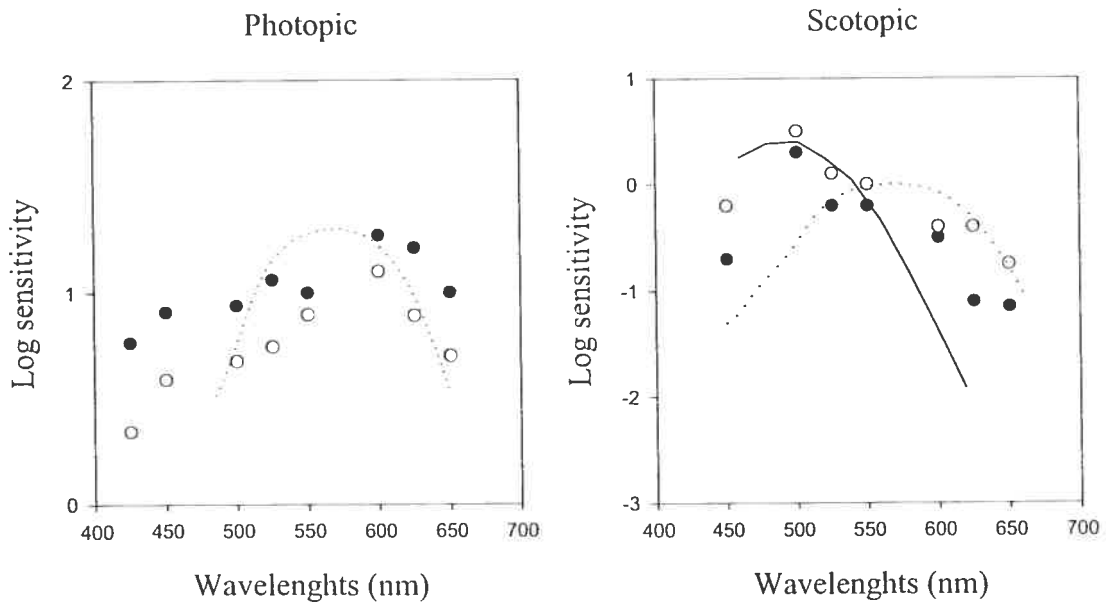 Photopic
Scotopic
2
1
0
Log sensitivity
400 450 500 550 600 650 700
Wavelenghts (nm)
1
0
-1
-2
-3
Log sensitivity
400 450 500 550 600 650 700
Wavelenghts (nm)